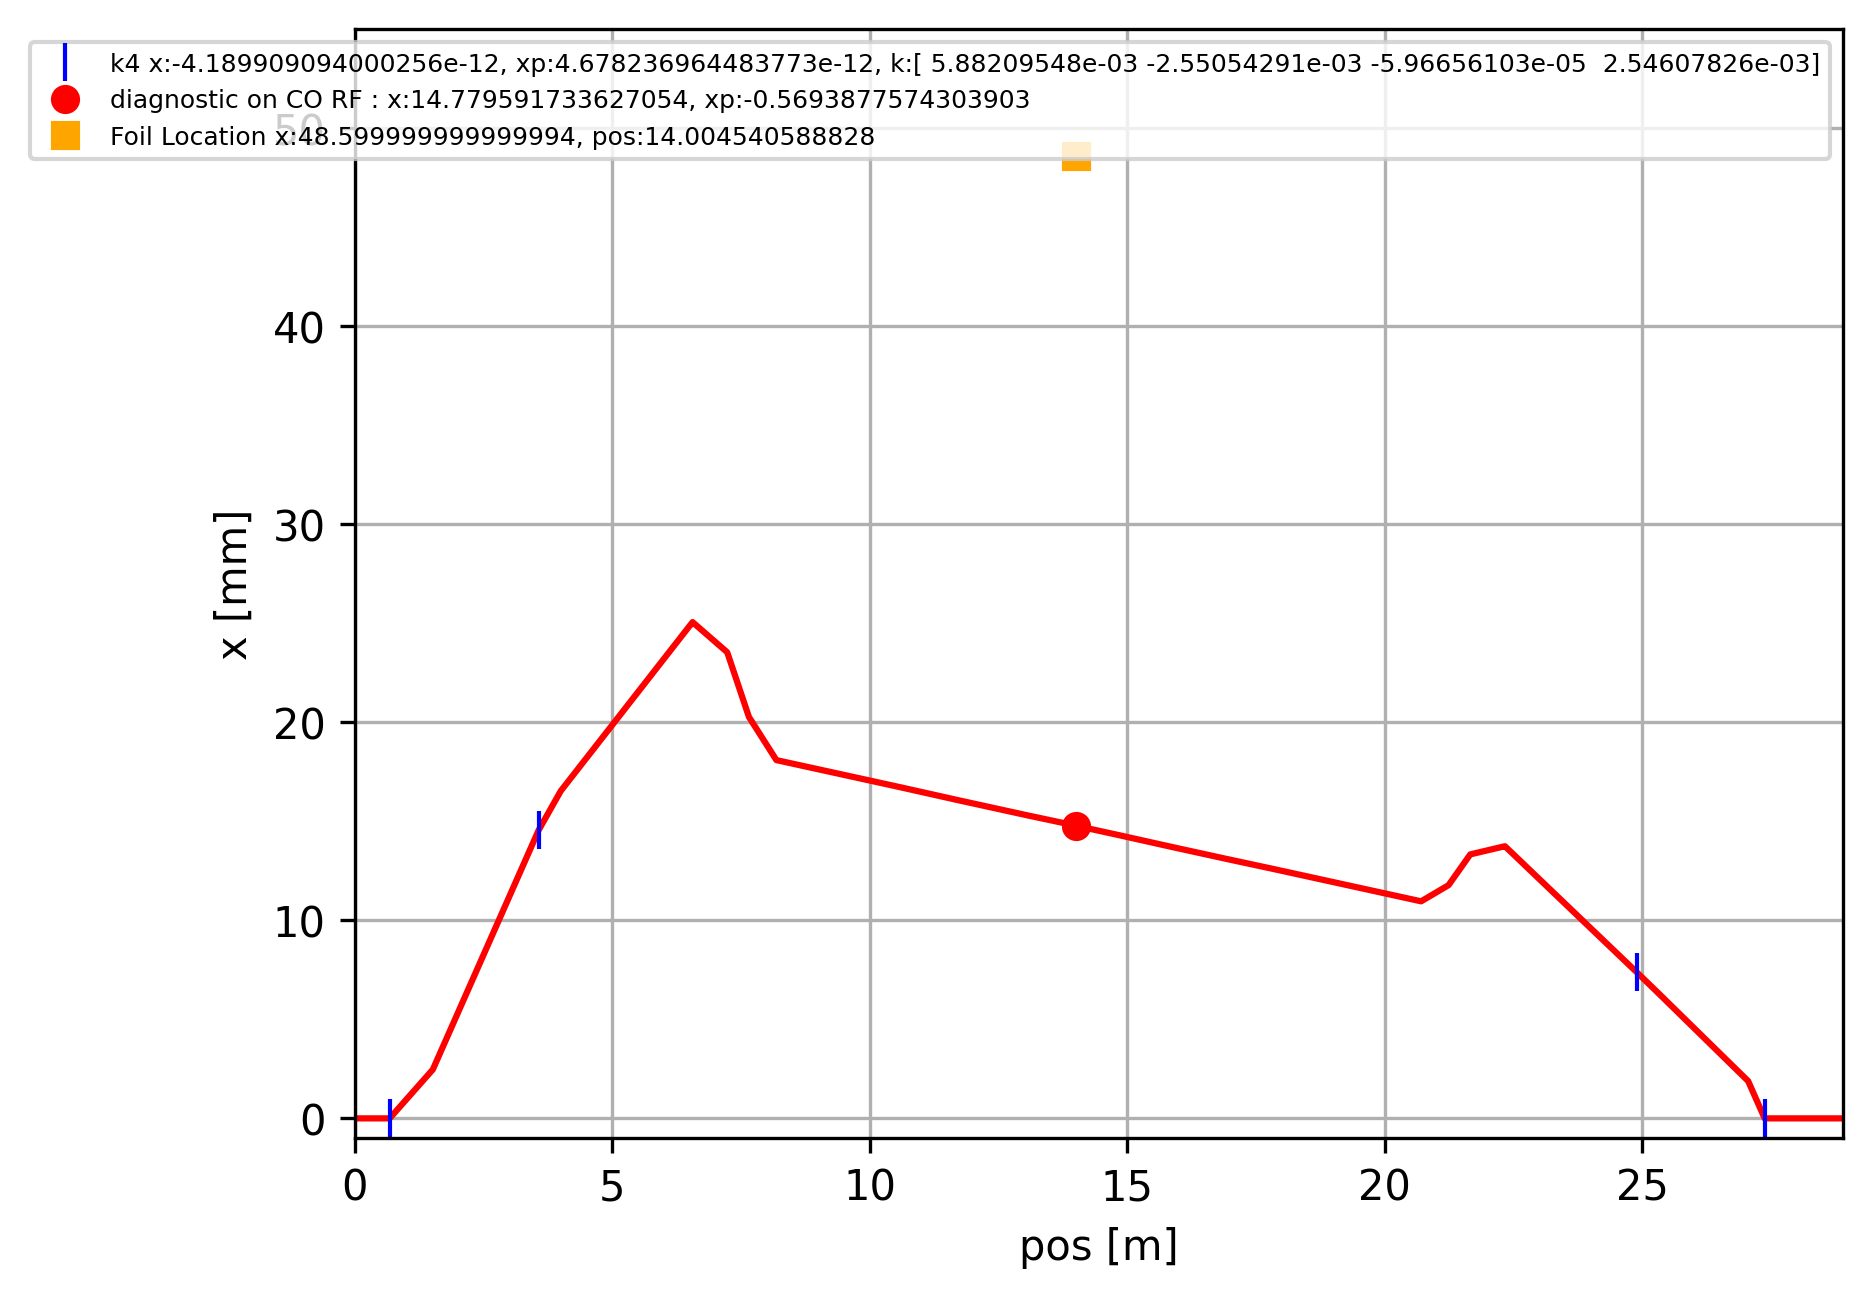 k4 x:-4.189909094000256e-12, xp:4.678236964483773e-12, k:[ 5.88209548e-03 -2.55054291e-03 -5.96656103e-05  2.54607826e-03]
diagnostic on CO RF : x:14.779591733627054, xp:-0.5693877574303903
Foil Location x:48.599999999999994, pos:14.004540588828
50
40
30
20
10
0
x [mm]
0 5 10 15 20 25
pos [m]